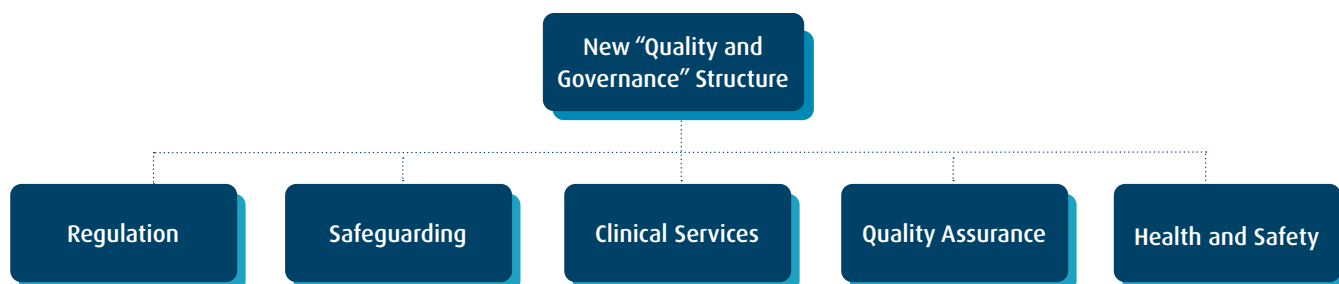 New “Quality and
Governance” Structure
Regulation
Safeguarding
Clinical Services
Quality Assurance
Health and Safety